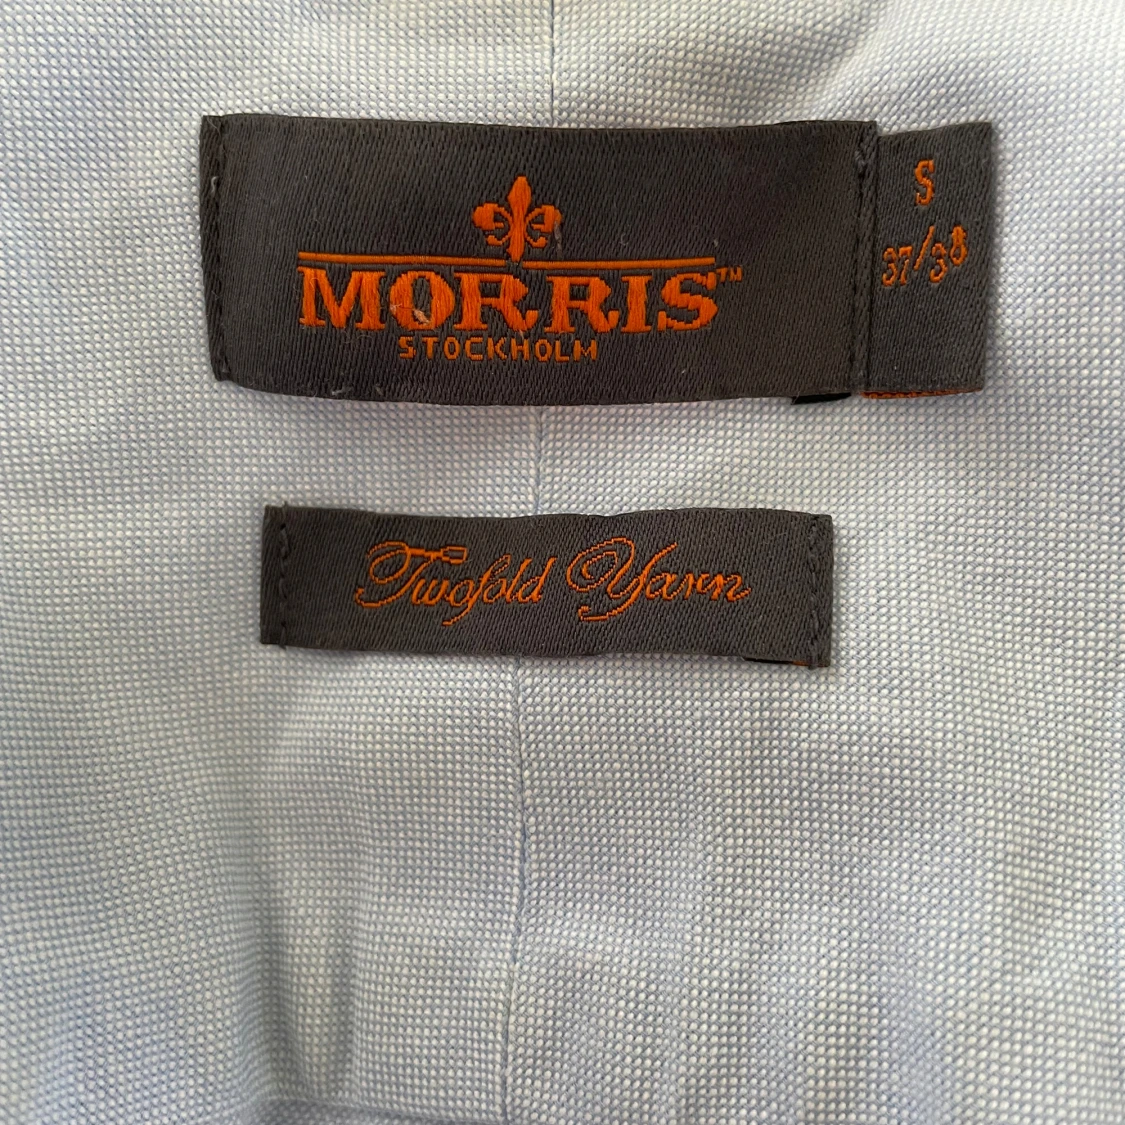 MORRIS™
STOCKHOLM
S
37/38
Twofold Yarn